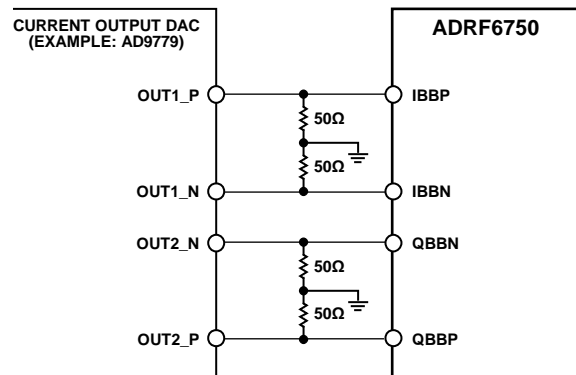 CURRENT OUTPUT DAC
(EXAMPLE: AD9779)
ADRF6750
OUT1_P
IBBP
50Ω
50Ω
OUT1_N
IBBN
OUT2_N
QBBN
50Ω
50Ω
OUT2_P
QBBP